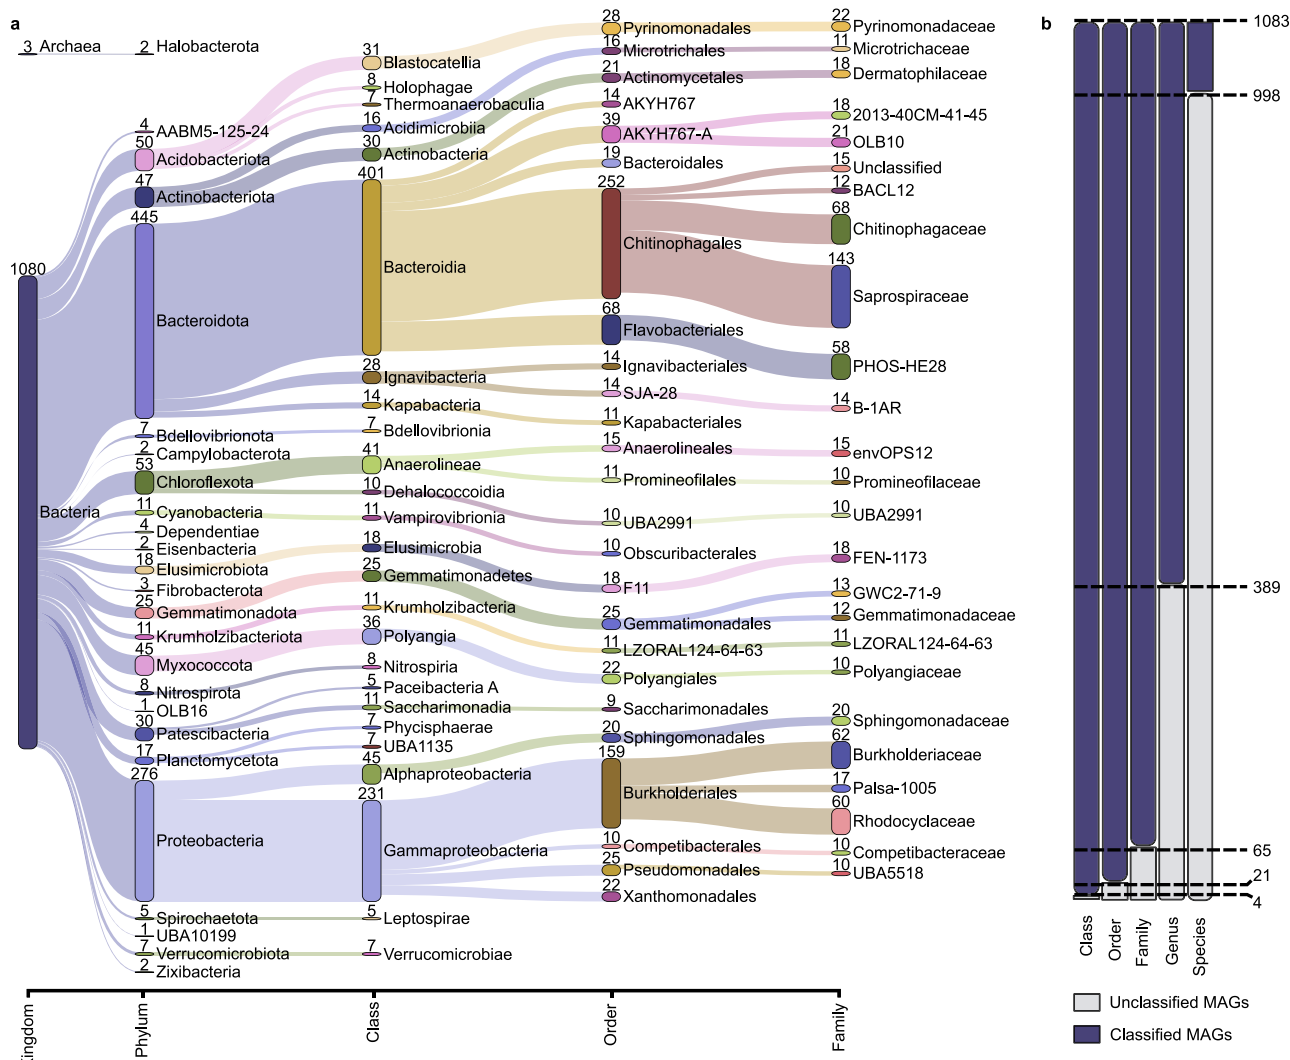 a
3 Archaea
2 Halobacterota
1080
Bacteria
4 AABM5-125-24
50 Acidobacteriota
47 Actinobacteriota
445 Bacteroidota
7 Bdellovibrionota
2 Campylobacterota
53 Chloroflexota
11 Cyanobacteria
4 Dependentiae
2 Eisenbacteria
18 Elusimicrobiota
3 Fibrobacterota
25 Gemmatimonadota
11 Krumholzibacteriota
45 Myxococcota
8 Nitrospirota
1 OLB16
30 Patescibacteria
17 Planctomycetota
276 Proteobacteria
5 Spirochaetota
1 UBA10199
7 Verrucomicrobiota
2 Zixibacteria
31 Blastocatellia
8 Holophagae
7 Thermoanaerobaculia
16 Acidimicrobiia
30 Actinobacteria
401 Bacteroidia
28 Ignavibacteria
14 Kapabacteria
7 Bdellovibrionia
41 Anaerolineae
10 Dehalococcoidia
11 Vampirovibrionia
18 Elusimicrobia
25 Gemmatimonadetes
11 Krumholzibacteria
36 Polyangia
8 Nitrospiria
5 Paceibacteria A
11 Saccharimonadia
7 Phycisphaerae
7 UBA1135
45 Alphaproteobacteria
231 Gammaproteobacteria
5 Leptospirae
7 Verrucomicrobiae
28 Pyrinomonadales
16 Microtrichales
21 Actinomycetales
14 AKYH767
39 AKYH767-A
19 Bacteroidales
252 Chitinophagales
68 Flavobacteriales
14 Ignavibacteriales
14 SJA-28
11 Kapabacteriales
15 Anaerolineales
11 Promineofilales
10 UBA2991
10 Obscuribacterales
18 F11
25 Gemmatimonadales
11 LZORAL124-64-63
22 Polyangiales
9 Saccharimonadales
20 Sphingomonadales
159 Burkholderiales
10 Competibacterales
25 Pseudomonadales
22 Xanthomonadales
22 Pyrinomonadaceae
11 Microtrichaceae
18 Dermatophilaceae
18 2013-40CM-41-45
21 OLB10
15 Unclassified
12 BACL12
68 Chitinophagaceae
143 Saprospiraceae
58 PHOS-HE28
14 B-1AR
15 envOPS12
10 Promineofilaceae
10 UBA2991
18 FEN-1173
13 GWC2-71-9
12 Gemmatimonadaceae
11 LZORAL124-64-63
10 Polyangiaceae
20 Sphingomonadaceae
62 Burkholderiaceae
17 Palsa-1005
60 Rhodocyclaceae
10 Competibacteraceae
10 UBA5518
Phylum
Class
Order
Family
b
1083
998
389
65
21
4
Class
Order
Family
Genus
Species
Unclassified MAGs
Classified MAGs